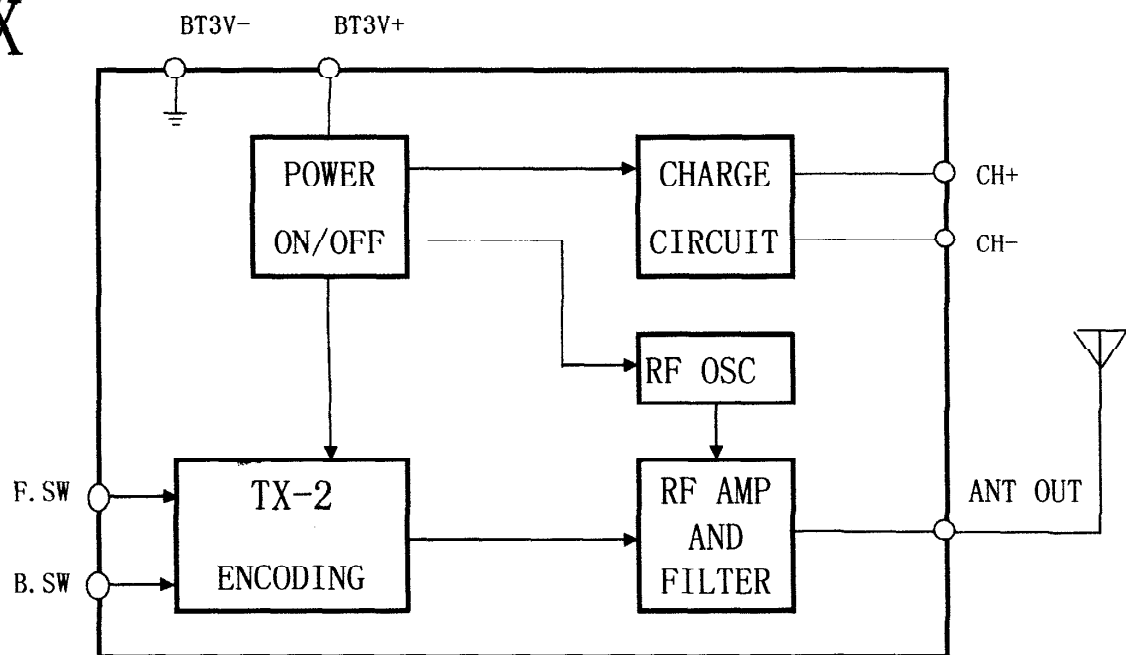 X
BT3V- BT3V+
POWER
ON/OFF
CHARGE
CIRCUIT
CH+
CH-
RF OSC
F. SW
B. SW
TX-2
ENCODING
RF AMP
AND
FILTER
ANT OUT